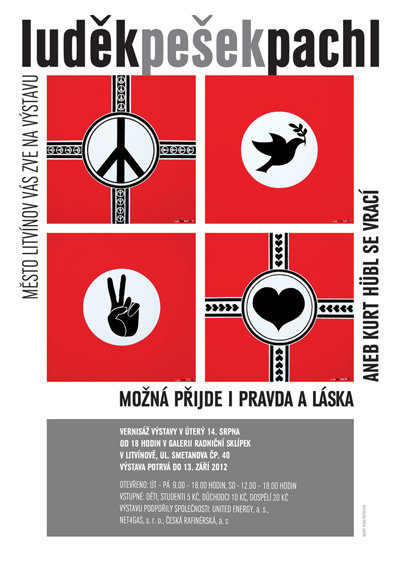 luděkpešekpachl
MĚSTO LITVÍNOV VÁS ZVE NA VÝSTAVU
ANEB KURT HÜBL SE VRACÍ
MOŽNÁ PŘIJDE I PRAVDA A LÁSKA
VERNISÁŽ VÝSTAVY V ÚTERÝ 14. SRPNA
OD 18 HODIN V GALERII RADNIČNÍ SKLÍPEK
V LITVÍNOVĚ, UL. SMETANOVA ČP. 40
VÝSTAVA POTRVÁ DO 13. ZÁŘÍ 2012
OTEVŘENO: ÚT – PÁ 9.00 – 18.00 HODIN, SO - 12.00 – 18.00 HODIN
VSTUPNÉ: DĚTI, STUDENTI 5 KČ, DŮCHODCI 10 KČ, DOSPĚLÍ 20 KČ
VÝSTAVU PODPOŘILY SPOLEČNOSTI: UNITED ENERGY, a. s.,
NET4GAS, s. r. o., ČESKÁ RAFINÉRSKÁ, a. s